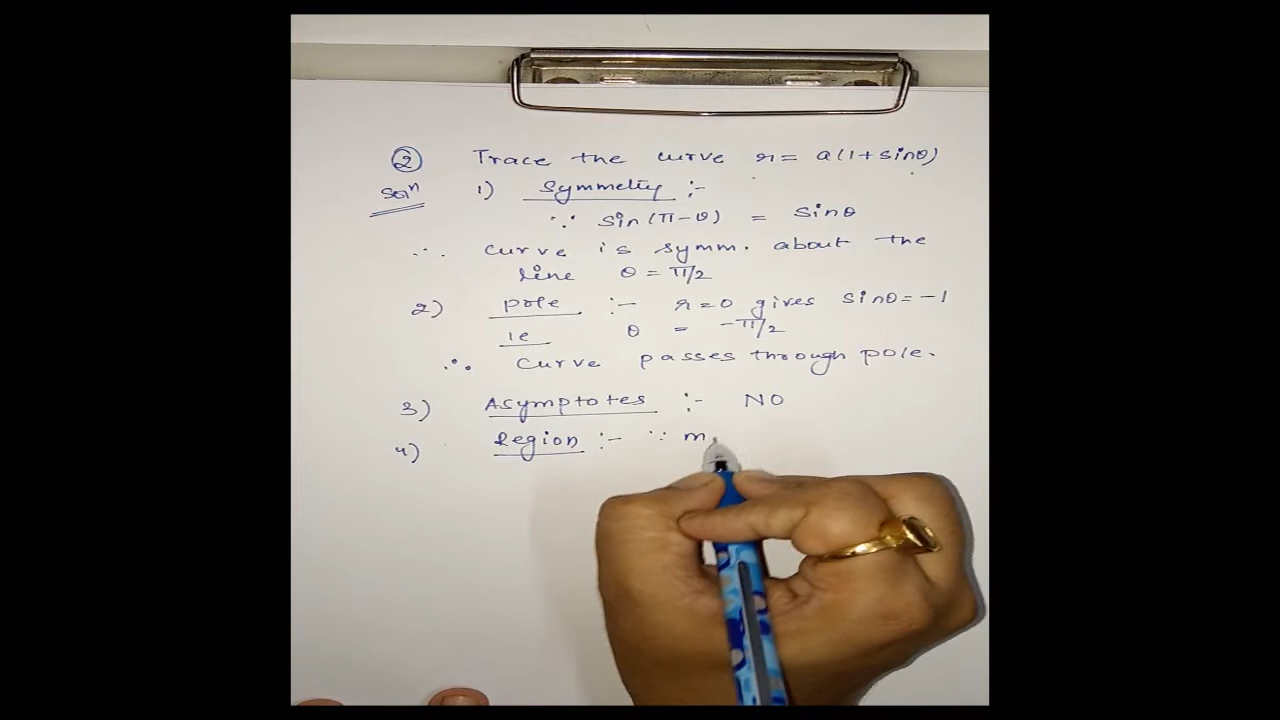 ② Trace the curve r = a(1+sinθ)
Solⁿ 1) Symmetry :-
∵ sin(π-θ) = sinθ
∴ curve is symm. about the
line θ = π/2
2) pole :- r=0 gives sinθ=-1
ie θ = -π/2
∴ curve passes through pole.
3) Asymptotes :- NO
4) Region :- ∵ m